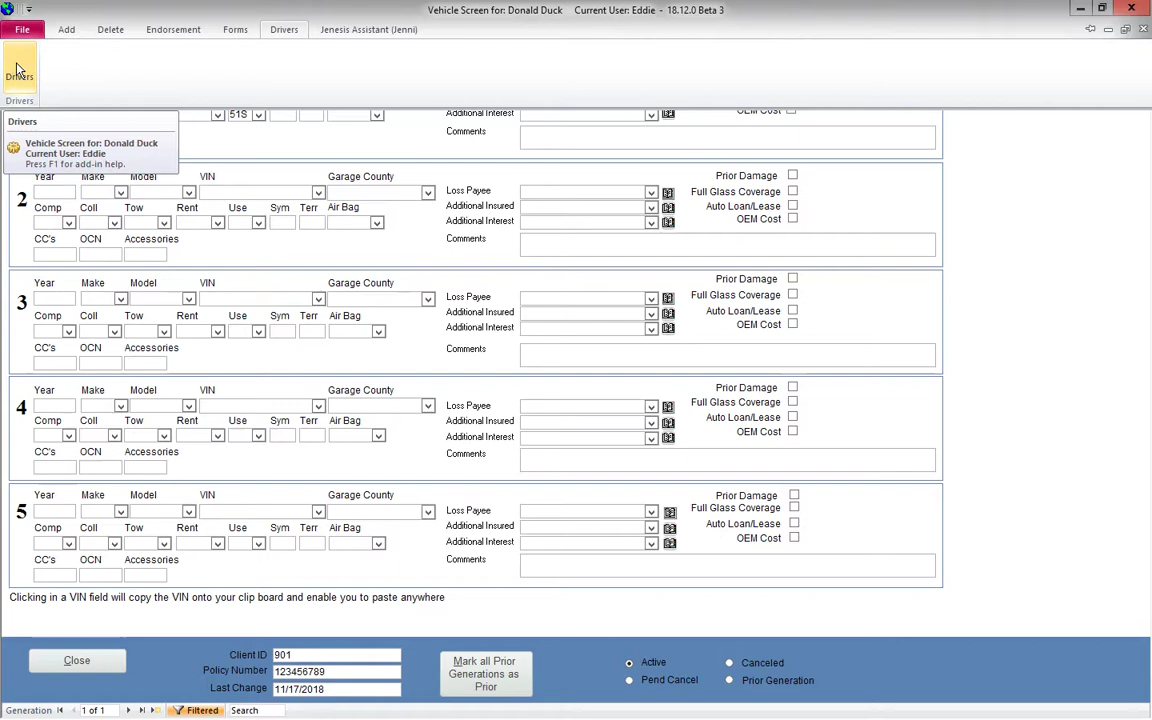 Vehicle Screen for: Donald Duck Current User: Eddie - 18.12.0 Beta 3
File Add Delete Endorsement Forms Drivers Jenesis Assistant (Jenni)
Drivers
Drivers
Drivers
Vehicle Screen for: Donald Duck
Current User: Eddie
Press F1 for add-in help.
51S Additional Interest OEM Cost
Comments
2 Year Make Model VIN Garage County Loss Payee Prior Damage
Comp Coll Tow Rent Use Sym Terr Air Bag Additional Insured Full Glass Coverage
Additional Interest Auto Loan/Lease
CC's OCN Accessories Comments OEM Cost
3 Year Make Model VIN Garage County Loss Payee Prior Damage
Comp Coll Tow Rent Use Sym Terr Air Bag Additional Insured Full Glass Coverage
Additional Interest Auto Loan/Lease
CC's OCN Accessories Comments OEM Cost
4 Year Make Model VIN Garage County Loss Payee Prior Damage
Comp Coll Tow Rent Use Sym Terr Air Bag Additional Insured Full Glass Coverage
Additional Interest Auto Loan/Lease
CC's OCN Accessories Comments OEM Cost
5 Year Make Model VIN Garage County Loss Payee Prior Damage
Comp Coll Tow Rent Use Sym Terr Air Bag Additional Insured Full Glass Coverage
Additional Interest Auto Loan/Lease
CC's OCN Accessories Comments OEM Cost
Clicking in a VIN field will copy the VIN onto your clip board and enable you to paste anywhere
Close
Client ID 901
Policy Number 123456789
Last Change 11/17/2018
Mark all Prior
Generations as
Prior
Active Canceled
Pend Cancel Prior Generation
Generation 1 of 1 Filtered Search